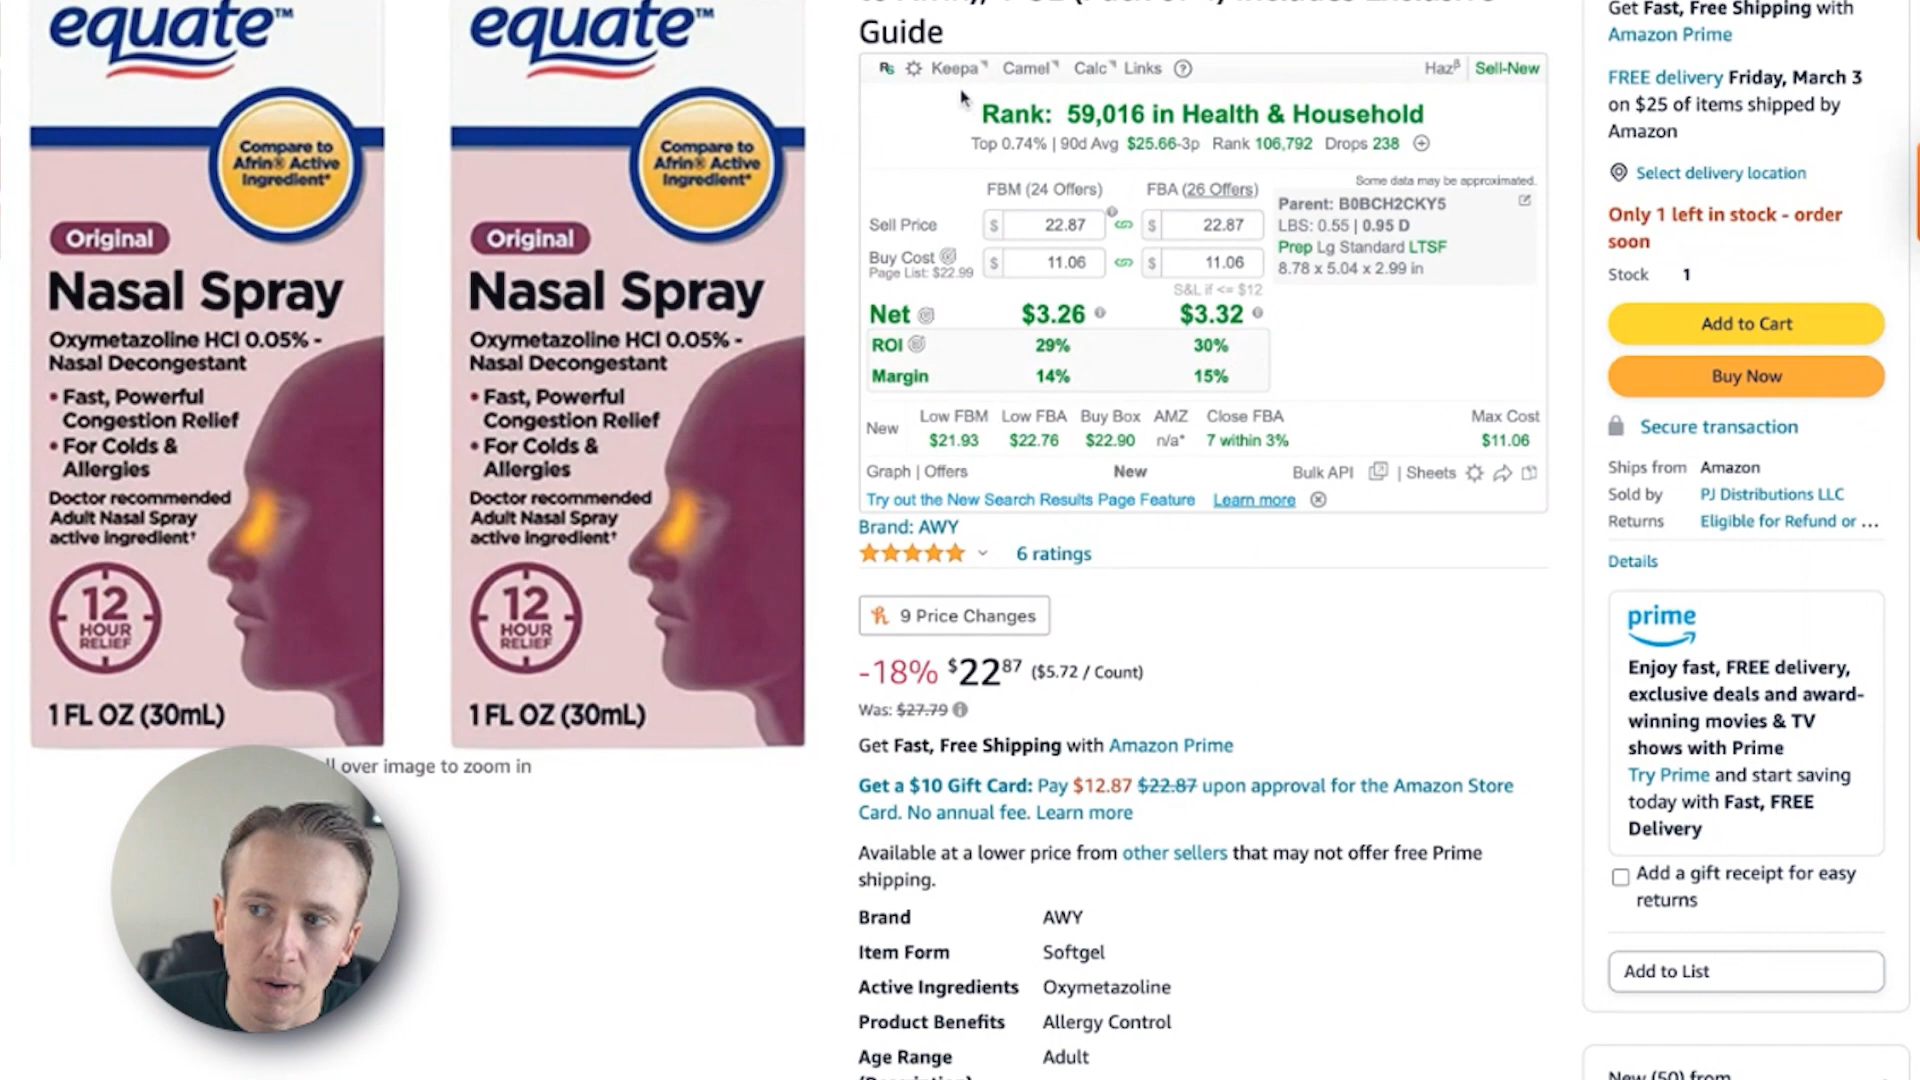 equate™
Compare to
Afrin® Active
Ingredient*
Original
Nasal Spray
Oxymetazoline HCl 0.05% -
Nasal Decongestant
• Fast, Powerful
Congestion Relief
• For Colds &
Allergies
Doctor recommended
Adult Nasal Spray
active ingredient†
12
HOUR
RELIEF
1 FL OZ (30mL)
equate™
Compare to
Afrin® Active
Ingredient*
Original
Nasal Spray
Oxymetazoline HCl 0.05% -
Nasal Decongestant
• Fast, Powerful
Congestion Relief
• For Colds &
Allergies
Doctor recommended
Adult Nasal Spray
active ingredient†
12
HOUR
RELIEF
1 FL OZ (30mL)
over image to zoom in
Guide
Rs Keepa Camel Calc Links ? Hazᵝ Sell-New
Rank: 59,016 in Health & Household
Top 0.74% | 90d Avg $25.66-3p Rank 106,792 Drops 238
Some data may be approximated.
FBM (24 Offers) FBA (26 Offers)
Parent: B0BCH2CKY5
Sell Price $ 22.87 $ 22.87
LBS: 0.55 | 0.95 D
Prep Lg Standard LTSF
Buy Cost $ 11.06 $ 11.06
Page List: $22.99
8.78 x 5.04 x 2.99 in
S&L if <= $12
Net $3.26 $3.32
ROI 29% 30%
Margin 14% 15%
Low FBM Low FBA Buy Box AMZ Close FBA Max Cost
New $21.93 $22.76 $22.90 n/a* 7 within 3% $11.06
Graph | Offers New Bulk API | Sheets
Try out the New Search Results Page Feature Learn more
Brand: AWY
6 ratings
9 Price Changes
-18% $22⁸⁷ ($5.72 / Count)
Was: $27.79
Get Fast, Free Shipping with Amazon Prime
Get a $10 Gift Card: Pay $12.87 $22.87 upon approval for the Amazon Store
Card. No annual fee. Learn more
Available at a lower price from other sellers that may not offer free Prime
shipping.
Brand AWY
Item Form Softgel
Active Ingredients Oxymetazoline
Product Benefits Allergy Control
Age Range Adult
(Description)
Get Fast, Free Shipping with
Amazon Prime
FREE delivery Friday, March 3
on $25 of items shipped by
Amazon
Select delivery location
Only 1 left in stock - order
soon
Stock 1
Add to Cart
Buy Now
Secure transaction
Ships from Amazon
Sold by PJ Distributions LLC
Returns Eligible for Refund or ...
Details
prime
Enjoy fast, FREE delivery,
exclusive deals and award-
winning movies & TV
shows with Prime
Try Prime and start saving
today with Fast, FREE
Delivery
Add a gift receipt for easy
returns
Add to List
New (50) from